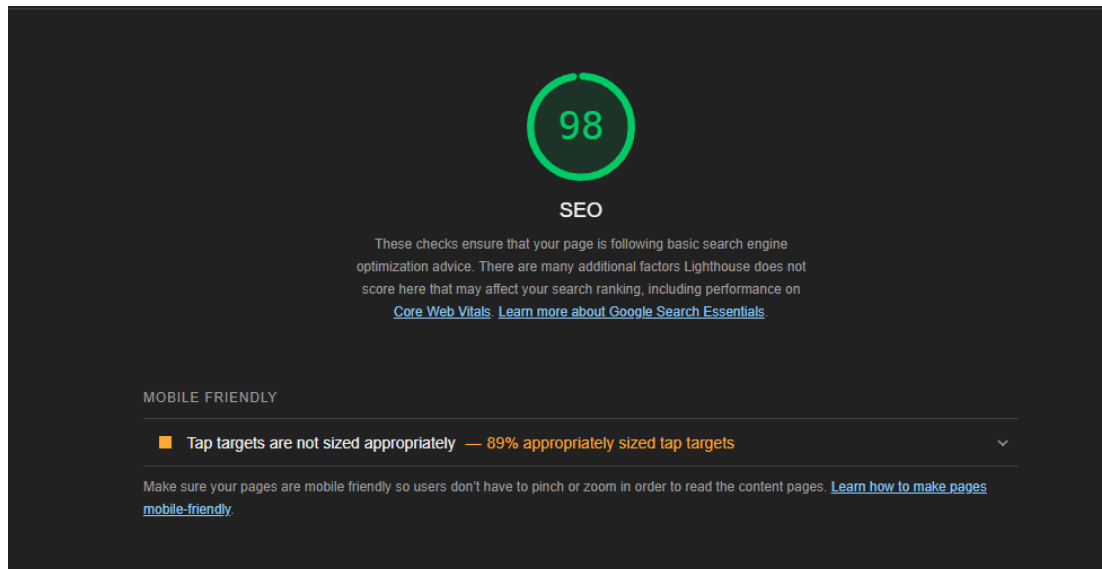 98
SEO
These checks ensure that your page is following basic search engine
optimization advice. There are many additional factors Lighthouse does not
score here that may affect your search ranking, including performance on
Core Web Vitals. Learn more about Google Search Essentials.
MOBILE FRIENDLY
Tap targets are not sized appropriately — 89% appropriately sized tap targets
Make sure your pages are mobile friendly so users don't have to pinch or zoom in order to read the content pages. Learn how to make pages
mobile-friendly.